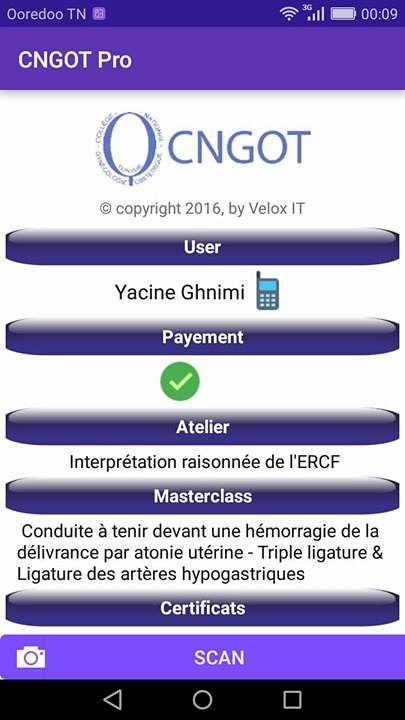 Ooredoo TN
3G
00:09
CNGOT Pro
COLLÈGE NATIONAL
GYNÉCOLOGIE OBSTÉTRIQUE
TUNISIE
CNGOT
© copyright 2016, by Velox IT
User
Yacine Ghnimi
Payement
Atelier
Interprétation raisonnée de l'ERCF
Masterclass
Conduite à tenir devant une hémorragie de la
délivrance par atonie utérine - Triple ligature &
Ligature des artères hypogastriques
Certificats
SCAN